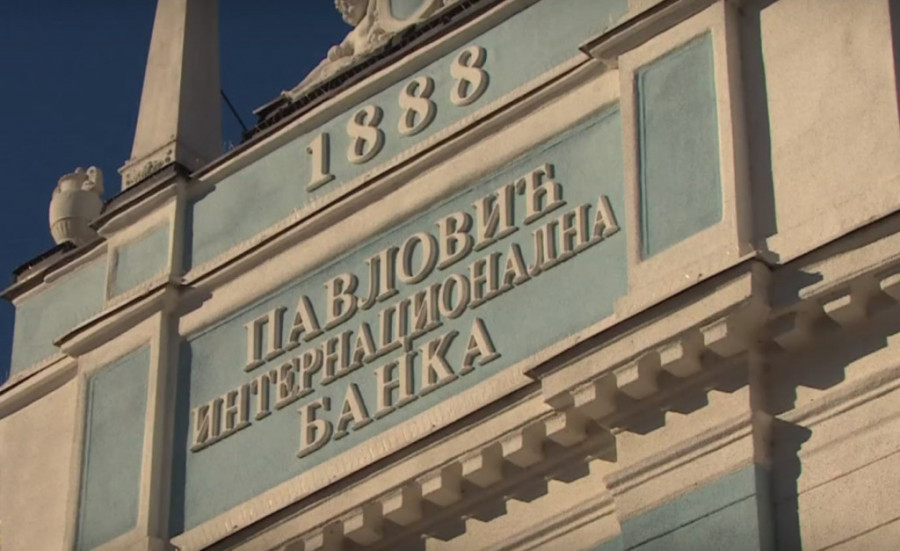 1888
ПАВЛОВИЋ
ИНТЕРНАЦИОНАЛНА
БАНКА